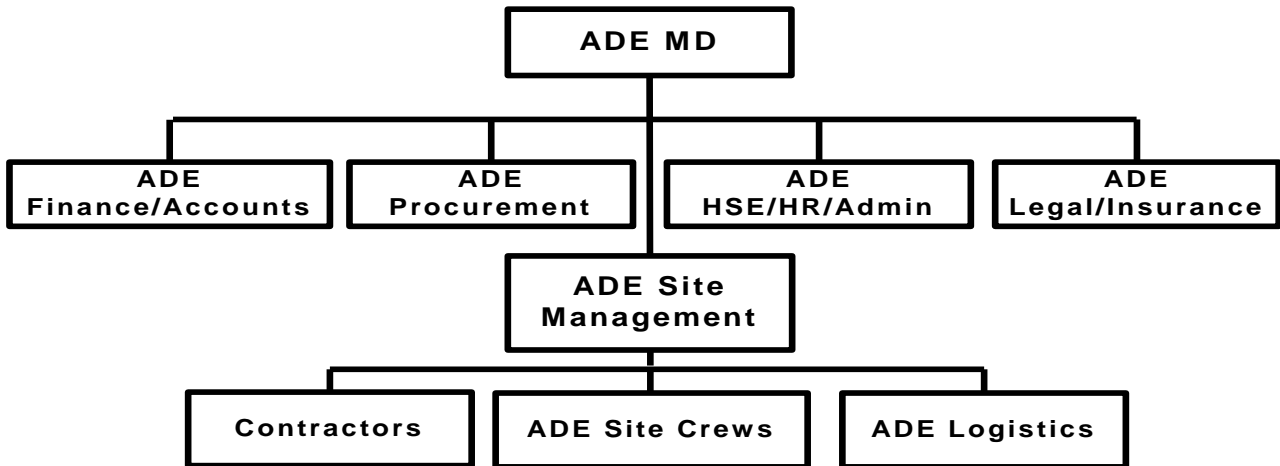 ADE MD
ADE
Finance/Accounts
ADE
Procurement
ADE
HSE/HR/Admin
ADE
Legal/Insurance
ADE Site
Management
Contractors
ADE Site Crews
ADE Logistics